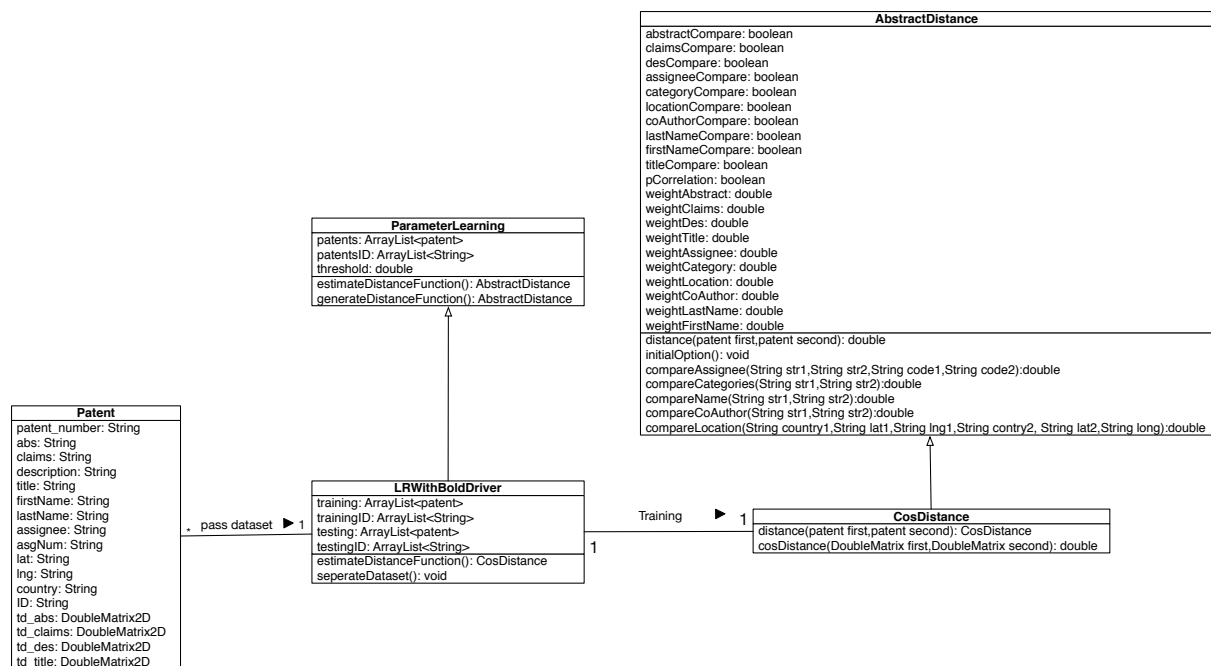 AbstractDistance
abstractCompare: boolean
claimsCompare: boolean
desCompare: boolean
assigneeCompare: boolean
categoryCompare: boolean
locationCompare: boolean
coAuthorCompare: boolean
lastNameCompare: boolean
firstNameCompare: boolean
titleCompare: boolean
pCorrelation: boolean
weightAbstract: double
weightClaims: double
weightDes: double
weightTitle: double
weightAssignee: double
weightCategory: double
weightLocation: double
weightCoAuthor: double
weightLastName: double
weightFirstName: double
distance(patent first,patent second): double
initialOption(): void
compareAssignee(String str1,String str2,String code1,String code2):double
compareCategories(String str1,String str2):double
compareName(String str1,String str2):double
compareCoAuthor(String str1,String str2):double
compareLocation(String country1,String lat1,String lng1,String contry2, String lat2,String long):double
ParameterLearning
patents: ArrayList<patent>
patentsID: ArrayList<String>
threshold: double
estimateDistanceFunction(): AbstractDistance
generateDistanceFunction(): AbstractDistance
Patent
patent_number: String
abs: String
claims: String
description: String
title: String
firstName: String
lastName: String
assignee: String
asgNum: String
lat: String
lng: String
country: String
ID: String
td_abs: DoubleMatrix2D
td_claims: DoubleMatrix2D
td_des: DoubleMatrix2D
td_title: DoubleMatrix2D
* pass dataset ▶ 1
LRWithBoldDriver
training: ArrayList<patent>
trainingID: ArrayList<String>
testing: ArrayList<patent>
testingID: ArrayList<String>
estimateDistanceFunction(): CosDistance
seperateDataset(): void
Training ▶ 1
1
CosDistance
distance(patent first,patent second): CosDistance
cosDistance(DoubleMatrix first,DoubleMatrix second): double